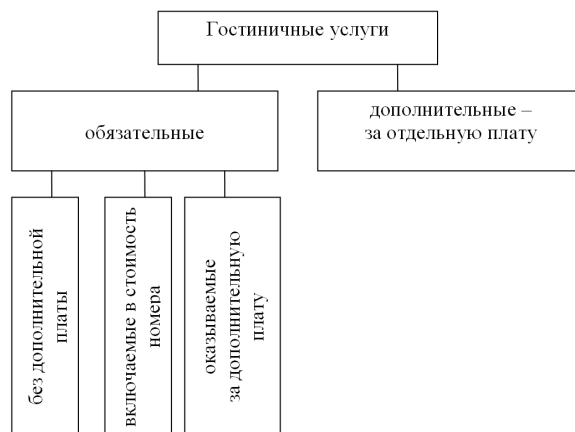 Гостиничные услуги
обязательные
дополнительные –
за отдельную плату
без дополнительной
платы
включаемые в стоимость
номера
оказываемые
за дополнительную
плату